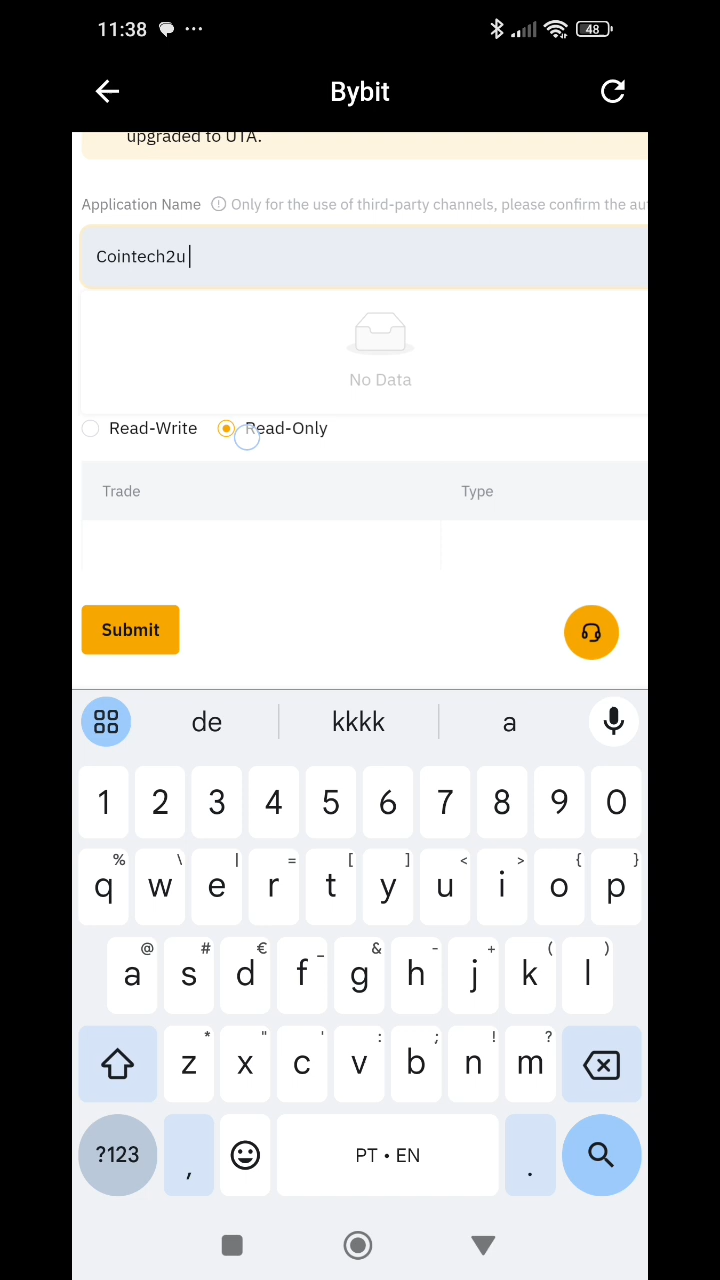 11:38 48
Bybit
upgraded to UTA.
Application Name Only for the use of third-party channels, please confirm the au
Cointech2u
No Data
Read-Write Read-Only
Trade Type
Submit
de kkkk a
1 2 3 4 5 6 7 8 9 0
% \ | = [ ] < > { }
q w e r t y u i o p
@ # € _ & - + ( )
a s d f g h j k l
* " ' : ; ! ?
z x c v b n m
?123 , PT • EN .